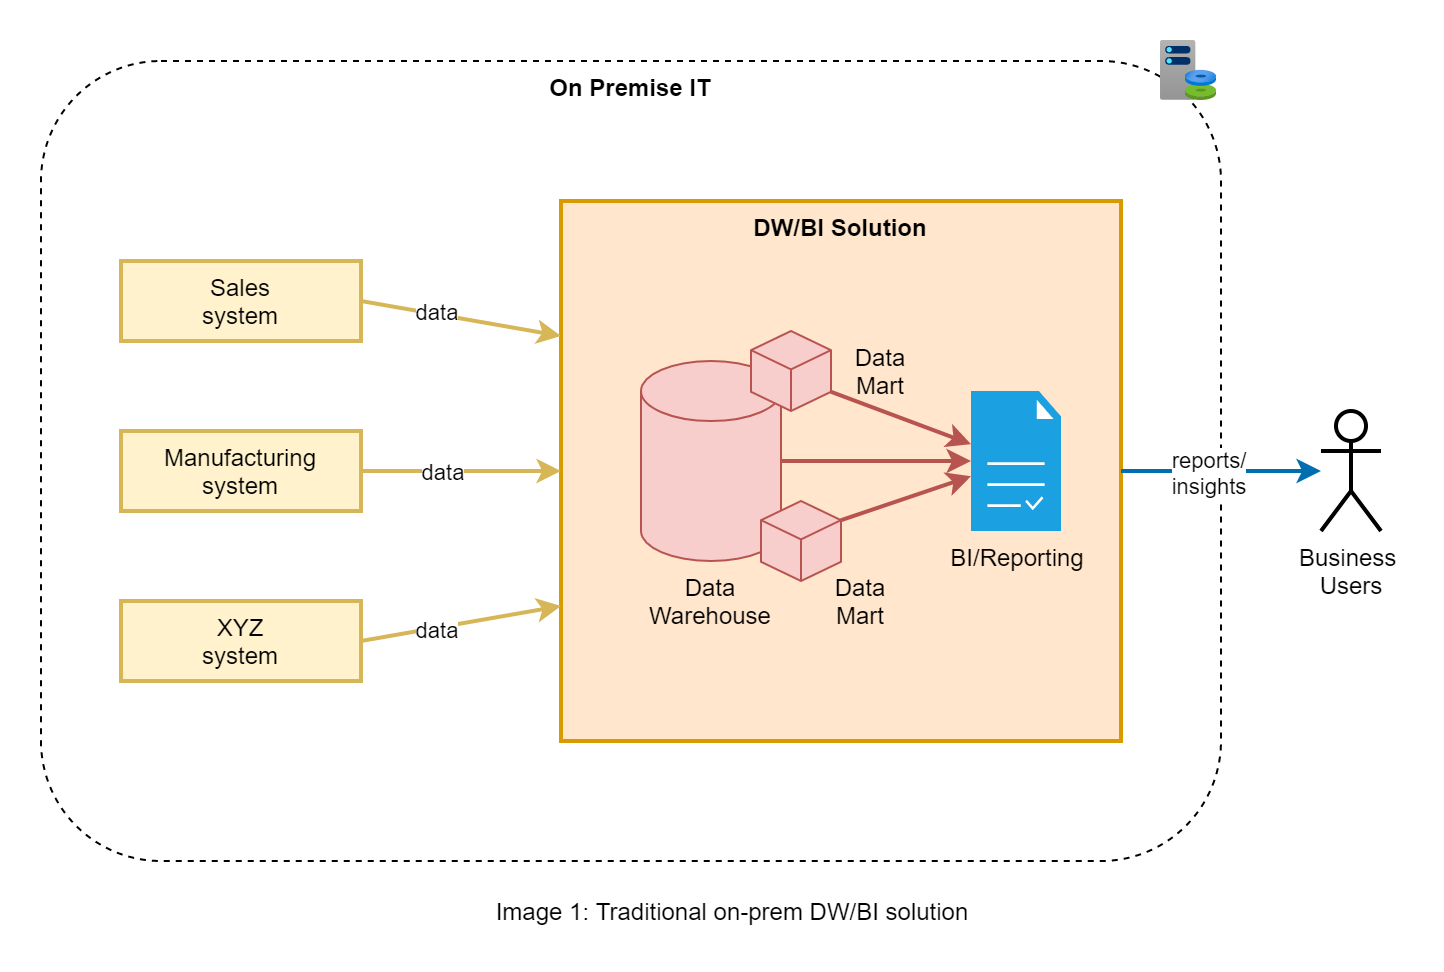 On Premise IT
DW/BI Solution
Sales
system
data
Manufacturing
system
data
XYZ
system
data
Data
Mart
Data
Warehouse
Data
Mart
BI/Reporting
reports/
insights
Business
Users
Image 1: Traditional on-prem DW/BI solution